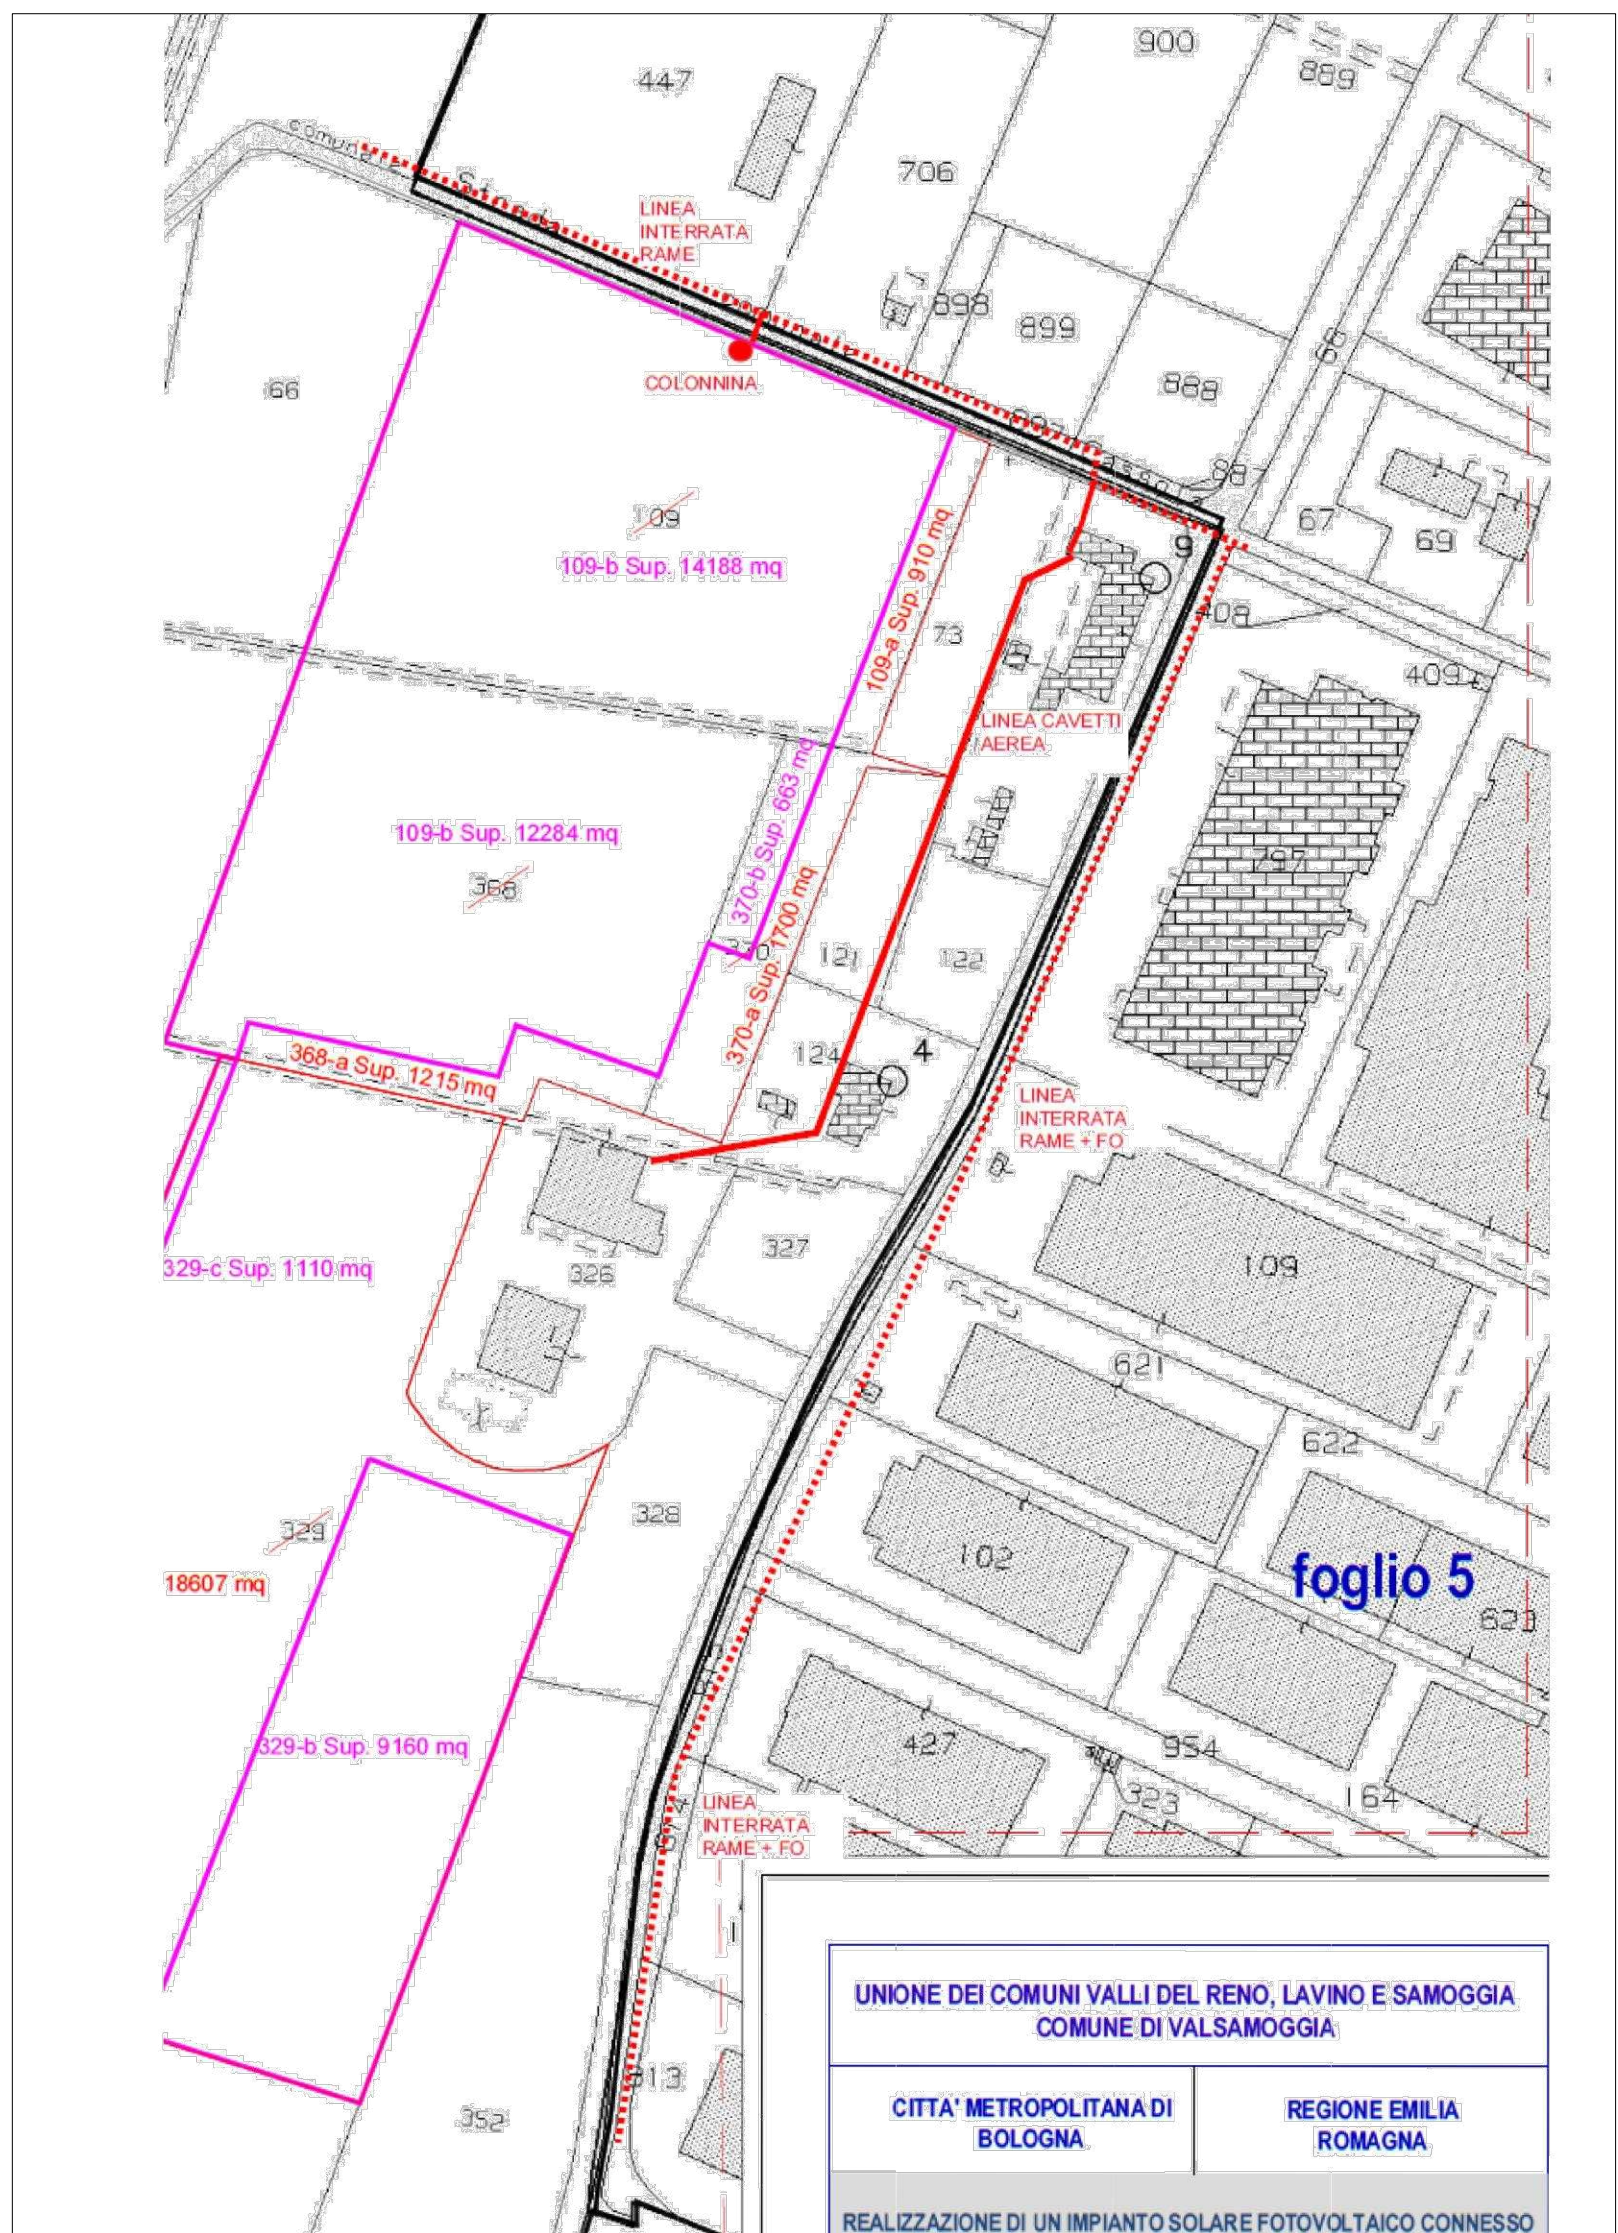 900
889
447
706
comunale
LINEA
INTERRATA
RAME
898
899
66
888
COLONNINA
66
887
67
69
109
9
109-b Sup. 14188 mq
109-a Sup. 910 mq
408
73
409
LINEA CAVETTI
AEREA
370-b Sup. 663 mq
109-b Sup. 12284 mq
797
368
370
370-a Sup. 1700 mq
121
122
368-a Sup. 1215 mq
124
4
LINEA
INTERRATA
RAME + FO
327
329-c Sup. 1110 mq
326
109
621
622
328
329
102
foglio 5
18607 mq
623
329-b Sup. 9160 mq
427
954
323
164
LINEA
INTERRATA
RAME + FO
UNIONE DEI COMUNI VALLI DEL RENO, LAVINO E SAMOGGIA
COMUNE DI VALSAMOGGIA
313
CITTA' METROPOLITANA DI
BOLOGNA
REGIONE EMILIA
ROMAGNA
352
REALIZZAZIONE DI UN IMPIANTO SOLARE FOTOVOLTAICO CONNESSO